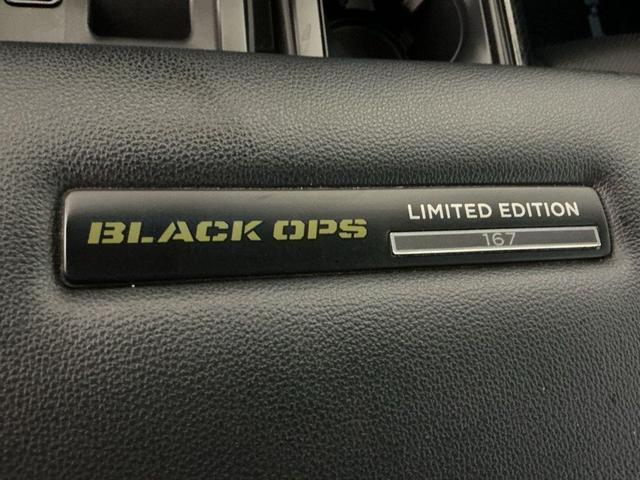 BLACK OPS
LIMITED EDITION
167